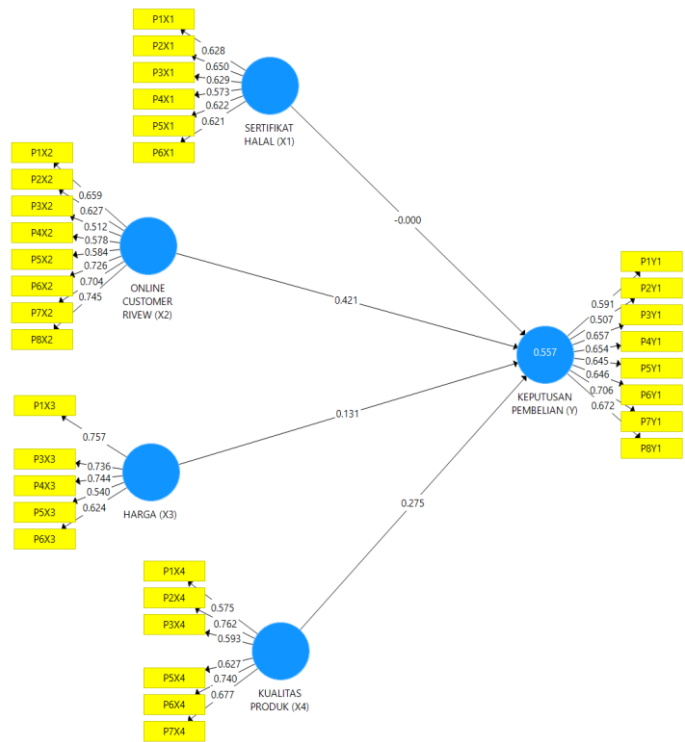 P1X1
P2X1
P3X1
P4X1
P5X1
P6X1
0.628
0.650
0.629
0.573
0.622
0.621
SERTIFIKAT
HALAL (X1)
P1X2
P2X2
P3X2
P4X2
P5X2
P6X2
P7X2
P8X2
0.659
0.627
0.512
0.578
0.584
0.726
0.704
0.745
ONLINE
CUSTOMER
RIVEW (X2)
-0.000
0.421
0.131
0.275
P1X3
P3X3
P4X3
P5X3
P6X3
0.757
0.736
0.744
0.540
0.624
HARGA (X3)
P1X4
P2X4
P3X4
P5X4
P6X4
P7X4
0.575
0.762
0.593
0.627
0.740
0.677
KUALITAS
PRODUK (X4)
0.557
KEPUTUSAN
PEMBELIAN (Y)
0.591
0.507
0.657
0.654
0.645
0.646
0.706
0.672
P1Y1
P2Y1
P3Y1
P4Y1
P5Y1
P6Y1
P7Y1
P8Y1